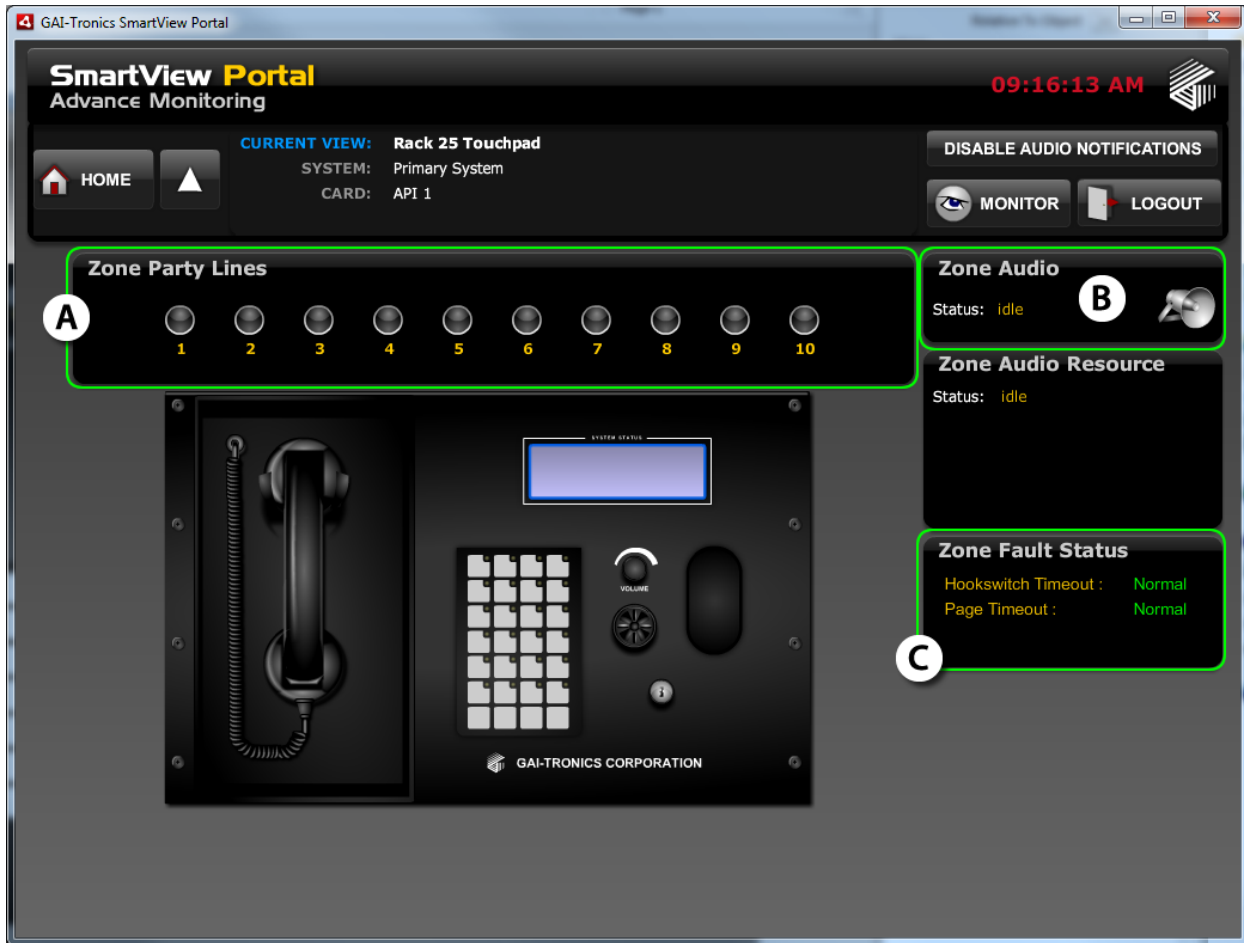 GAI-Tronics SmartView Portal
SmartView Portal
Advance Monitoring
09:16:13 AM
HOME
CURRENT VIEW: Rack 25 Touchpad
SYSTEM: Primary System
CARD: API 1
DISABLE AUDIO NOTIFICATIONS
MONITOR
LOGOUT
A
Zone Party Lines
1 2 3 4 5 6 7 8 9 10
Zone Audio
Status: idle
B
Zone Audio Resource
Status: idle
SYSTEM STATUS
VOLUME
GAI-TRONICS CORPORATION
Zone Fault Status
Hookswitch Timeout : Normal
Page Timeout : Normal
C